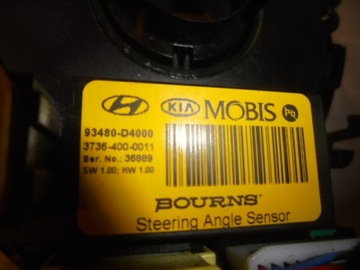 KIA MOBIS Pb
93480-D4000
3736-400-0011
Ser. No.: 36889
SW 1.00; HW 1.00
BOURNS
Steering Angle Sensor